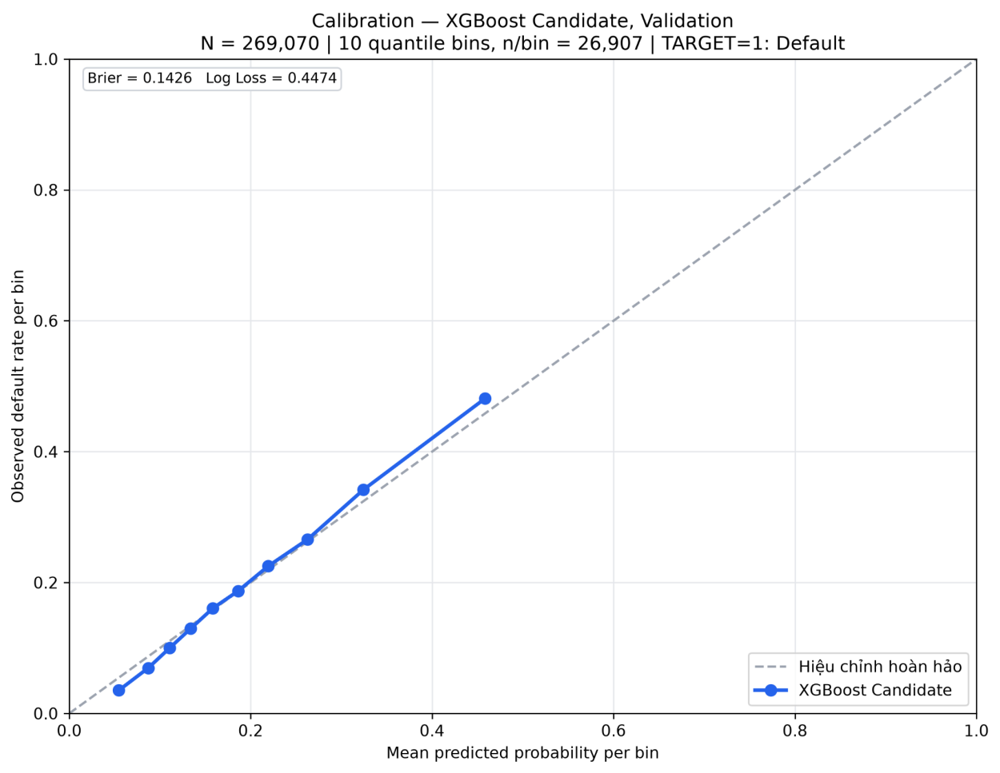 Calibration — XGBoost Candidate, Validation
N = 269,070 | 10 quantile bins, n/bin = 26,907 | TARGET=1: Default
Brier = 0.1426   Log Loss = 0.4474
1.0
0.8
0.6
0.4
0.2
0.0
Observed default rate per bin
Hiệu chỉnh hoàn hảo
XGBoost Candidate
0.0 0.2 0.4 0.6 0.8 1.0
Mean predicted probability per bin